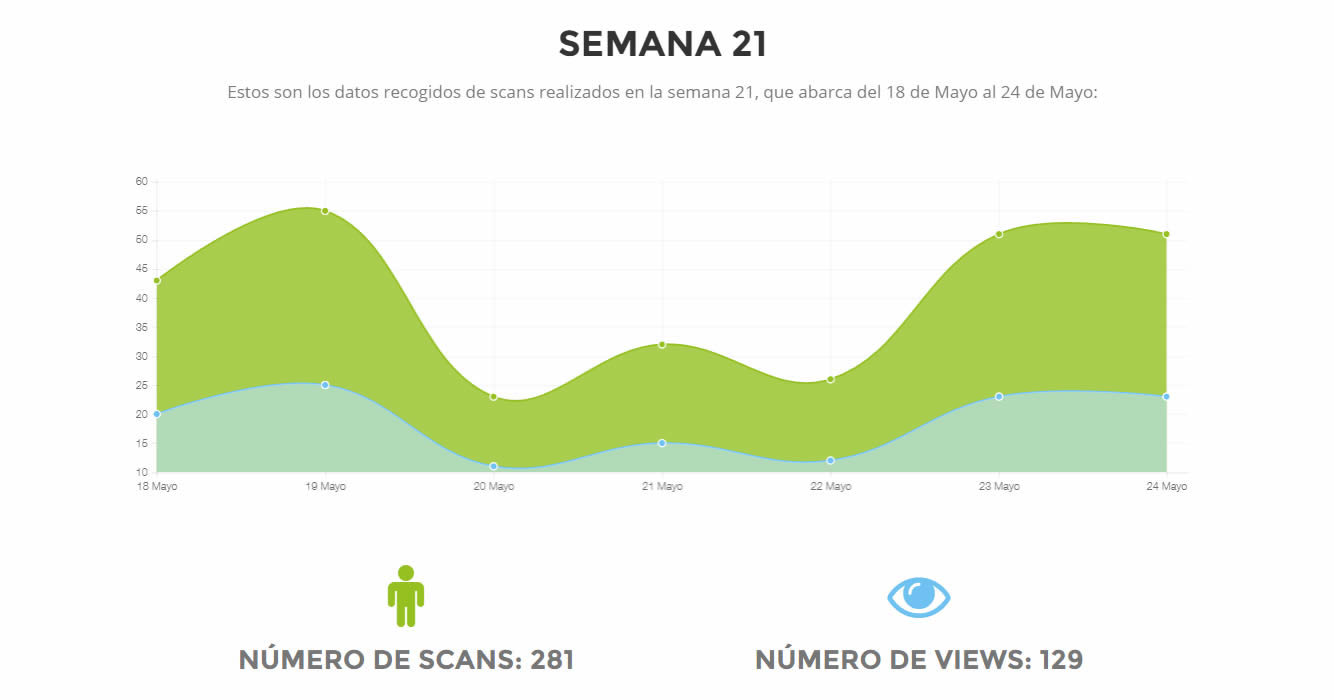 SEMANA 21
Estos son los datos recogidos de scans realizados en la semana 21, que abarca del 18 de Mayo al 24 de Mayo:
60
55
50
45
40
35
30
25
20
15
10
18 Mayo 19 Mayo 20 Mayo 21 Mayo 22 Mayo 23 Mayo 24 Mayo
NÚMERO DE SCANS: 281 NÚMERO DE VIEWS: 129